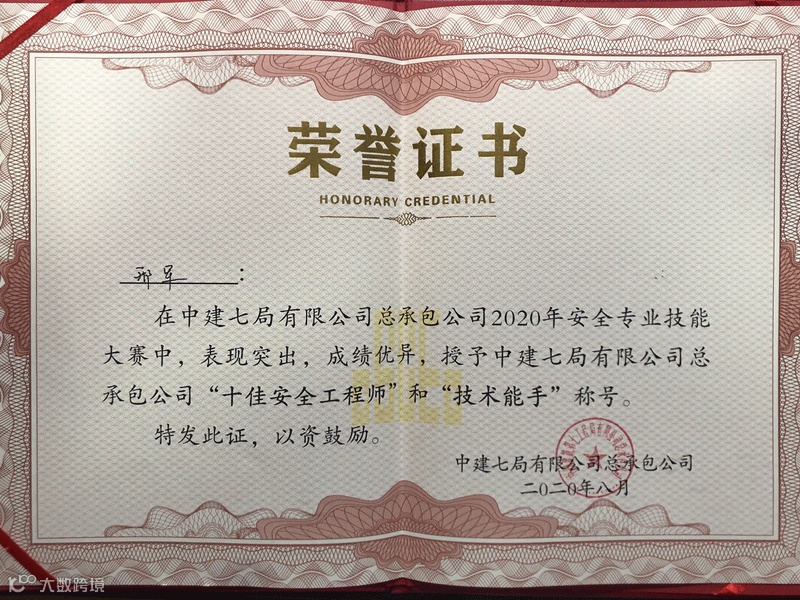 荣誉证书
HONORARY CREDENTIAL
邢军：
在中建七局有限公司总承包公司2020年安全专业技能
大赛中，表现突出，成绩优异，授予中建七局有限公司总
承包公司“十佳安全工程师”和“技术能手”称号。
特发此证，以资鼓励。
中建七局有限公司总承包公司
二〇二〇年八月
大数跨境